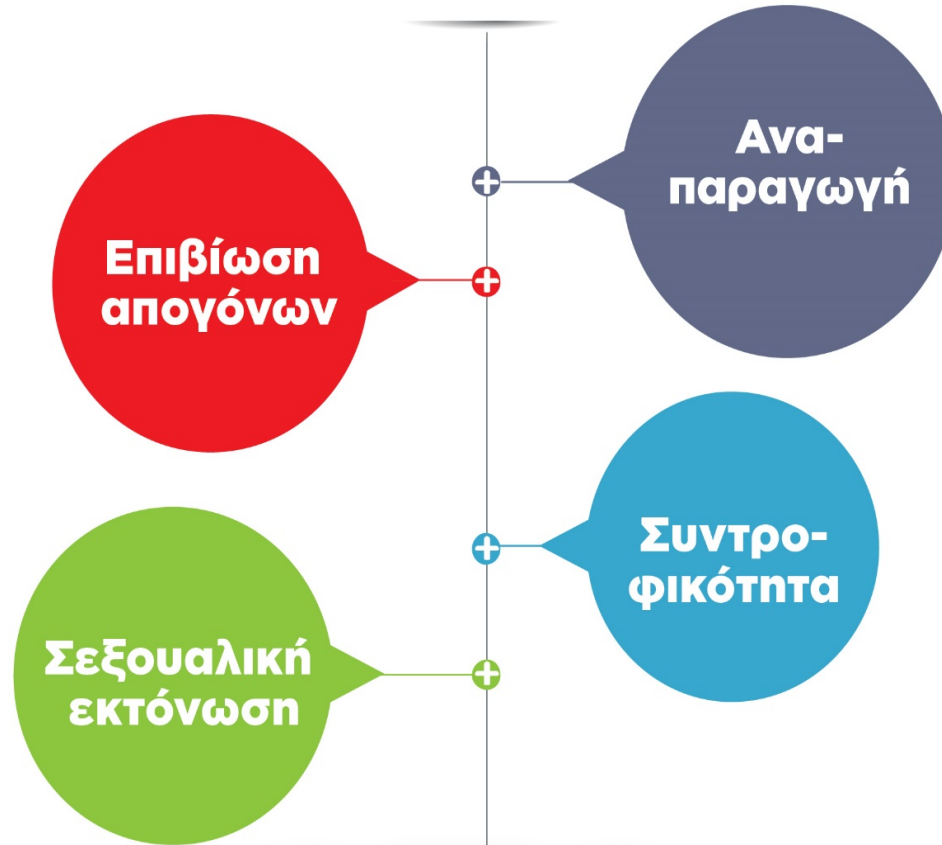 Ανα-
παραγωγή
Επιβίωση
απογόνων
Συντρο-
φικότητα
Σεξουαλική
εκτόνωση